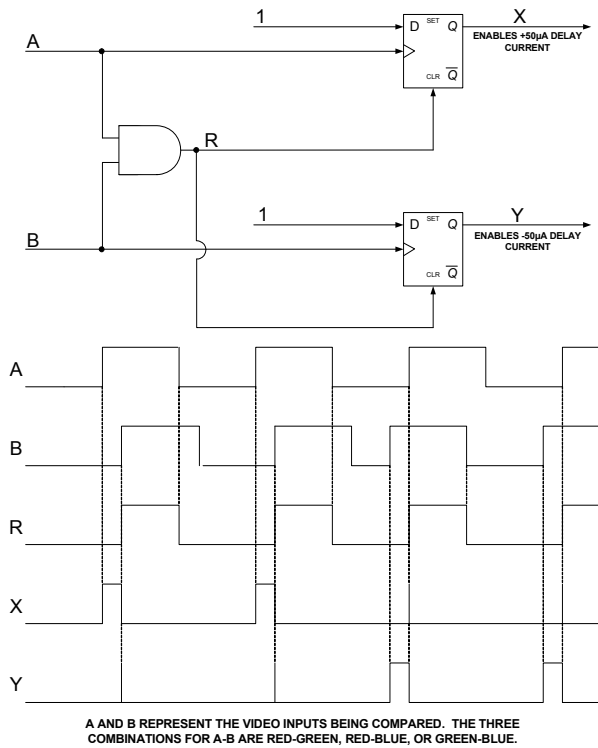 1
D SET Q
X
ENABLES +50µA DELAY
CURRENT
A
CLR Q
R
1
D SET Q
Y
ENABLES -50µA DELAY
CURRENT
B
CLR Q
A
B
R
X
Y
A AND B REPRESENT THE VIDEO INPUTS BEING COMPARED. THE THREE
COMBINATIONS FOR A-B ARE RED-GREEN, RED-BLUE, OR GREEN-BLUE.